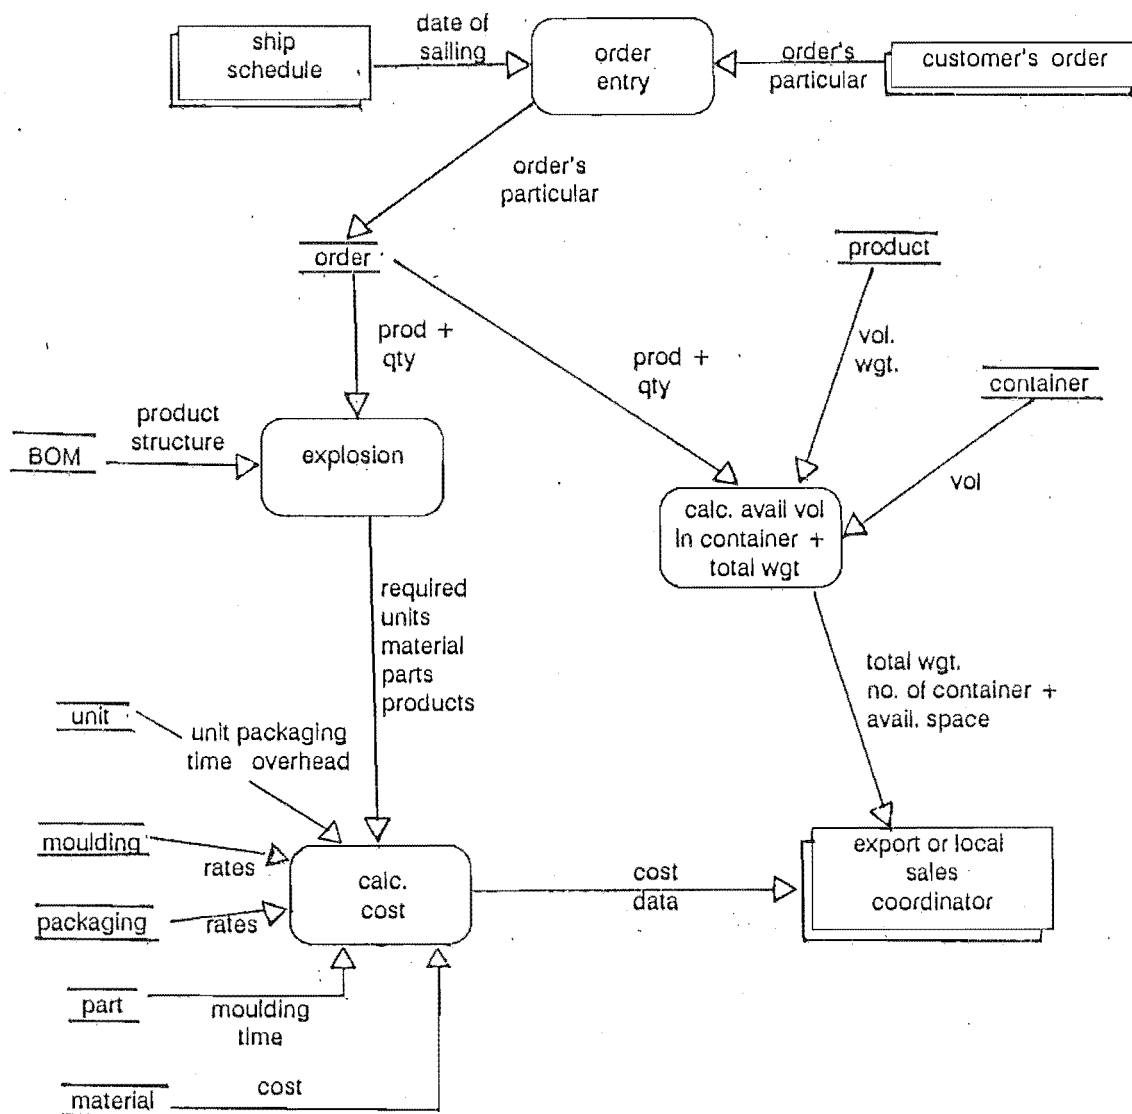 ship
schedule
date of
sailing
order
entry
order's
particular
customer's order
order's
particular
order
product
prod +
qty
prod +
qty
vol.
wgt.
container
BOM
product
structure
explosion
vol
calc. avail vol
In container +
total wgt
required
units
material
parts
products
total wgt.
no. of container +
avail. space
unit
unit packaging
time overhead
moulding
rates
calc.
cost
cost
data
export or local
sales
coordinator
packaging
rates
part
moulding
time
material
cost